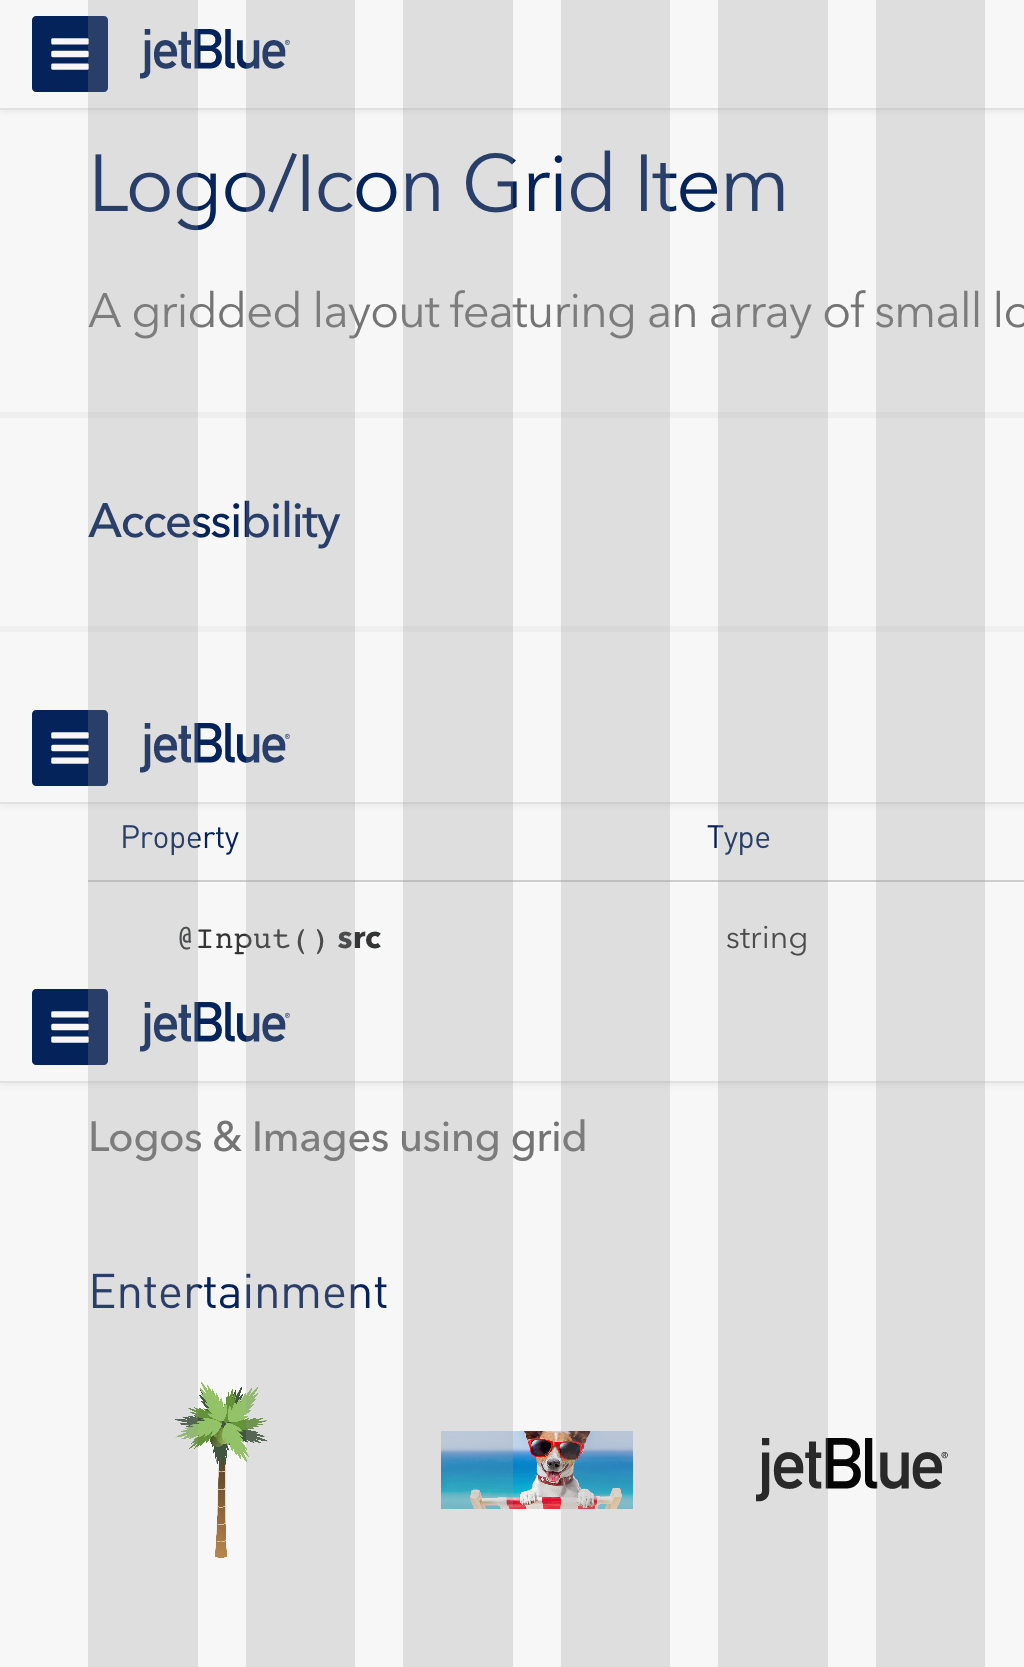 jetBlue®
Logo/Icon Grid Item
A gridded layout featuring an array of small
Accessibility
jetBlue®
Property Type
@Input() src string
jetBlue®
Logos & Images using grid
Entertainment
jetBlue®